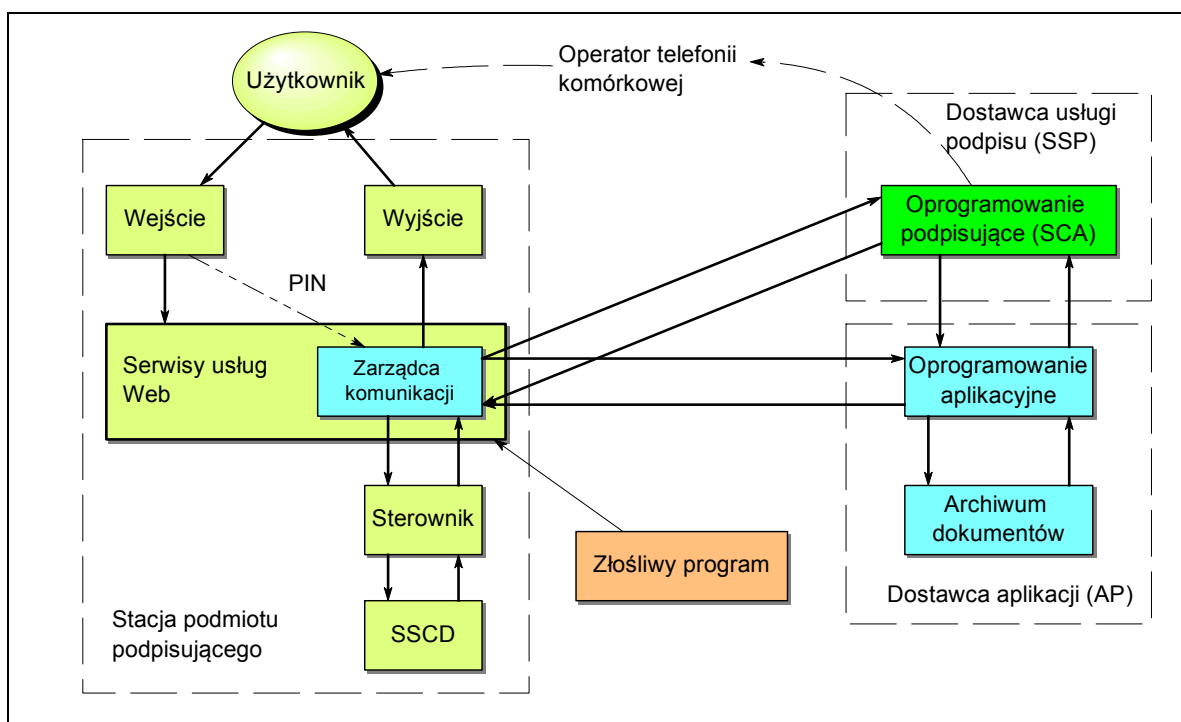 Operator telefonii
komórkowej
Użytkownik
Dostawca usługi
podpisu (SSP)
Wejście
Wyjście
Oprogramowanie
podpisujące (SCA)
PIN
Serwisy usług
Web
Zarządca
komunikacji
Oprogramowanie
aplikacyjne
Sterownik
Archiwum
dokumentów
Złośliwy program
Dostawca aplikacji (AP)
Stacja podmiotu
podpisującego
SSCD